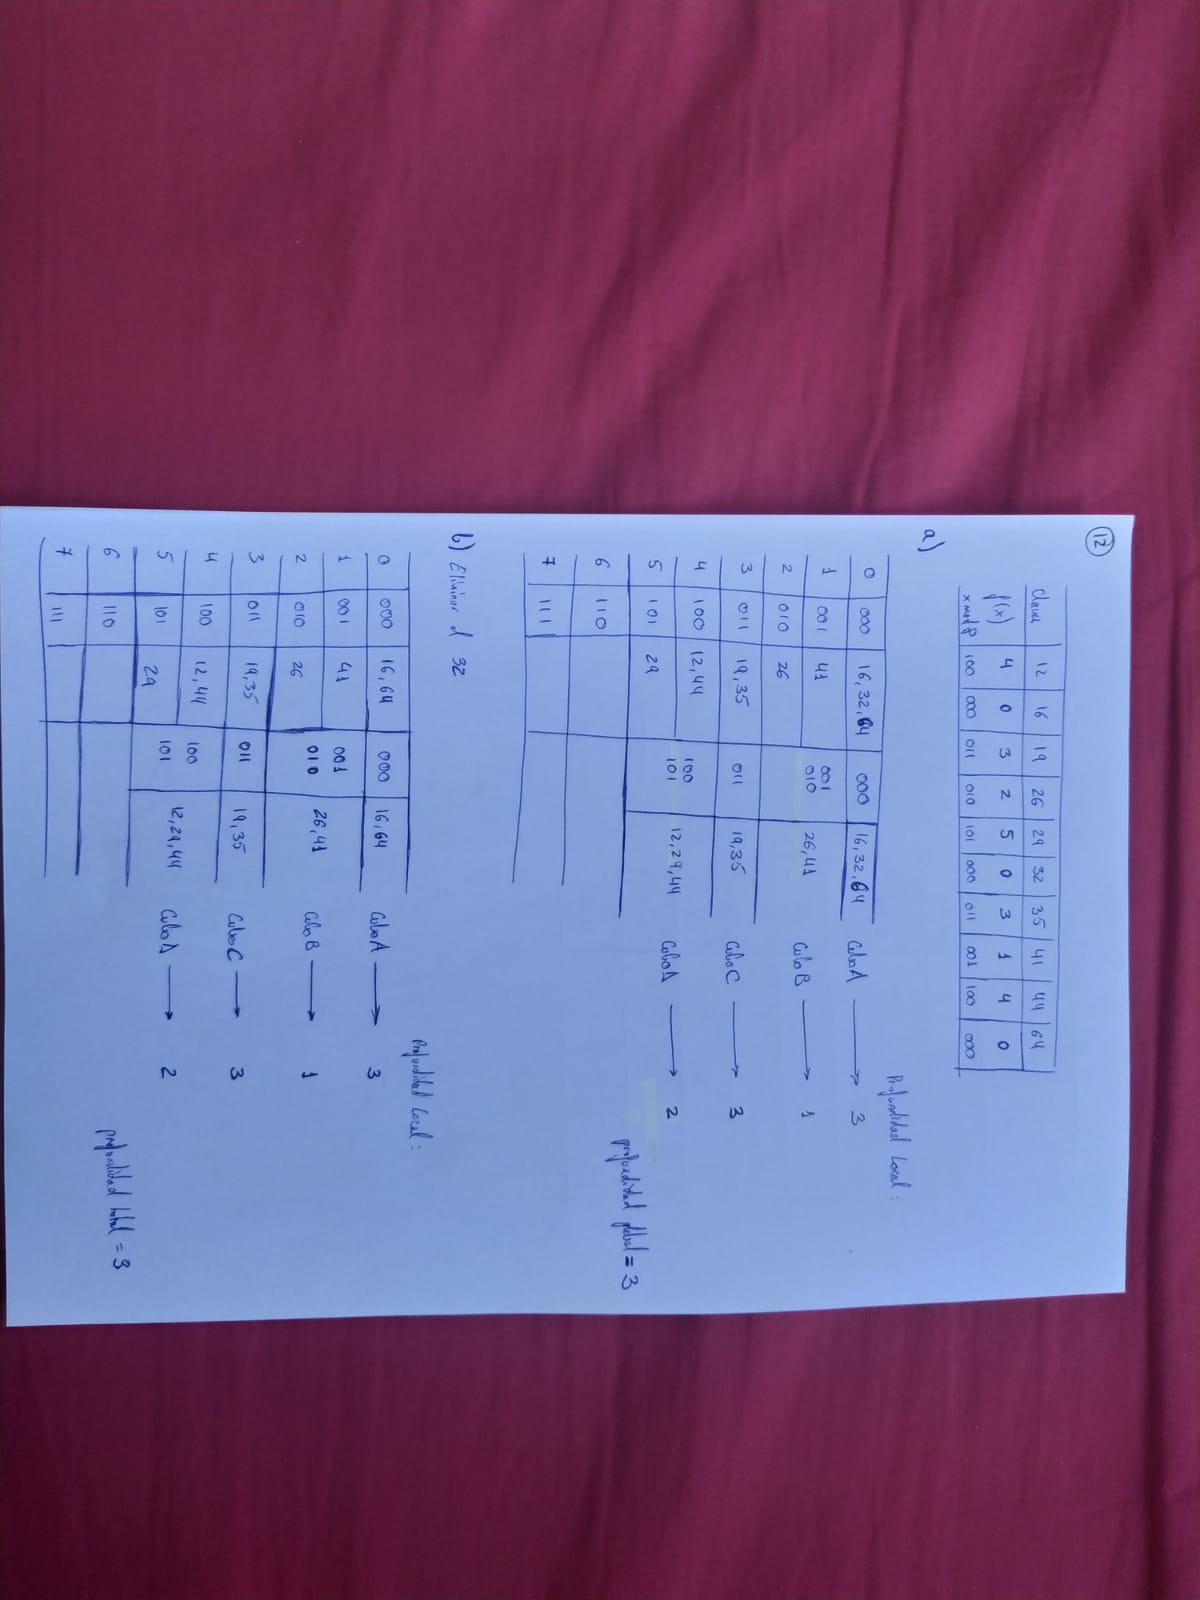 12
Claves 12 16 19 26 29 32 35 41 44 64
f(x) 4 0 3 2 5 0 3 1 4 0
x mod 8 100 000 011 010 101 000 011 001 100 000
a)
Profundidad Local:
0 000 16,32,64 000 16,32,64 Cubo A → 3
1 001 41 001
26,41 Cubo B → 1
2 010 26 010
3 011 19,35 011 19,35 Cubo C → 3
4 100 12,44 100
12,29,44 Cubo D → 2
5 101 29 101
6 110
profundidad global = 3
7 111
b) Eliminar el 32
Profundidad Local:
0 000 16,64 000 16,64 Cubo A → 3
1 001 41 001
26,41 Cubo B → 1
2 010 26 010
3 011 19,35 011 19,35 Cubo C → 3
4 100 12,44 100
12,29,44 Cubo D → 2
5 101 29 101
6 110
profundidad total = 3
7 111